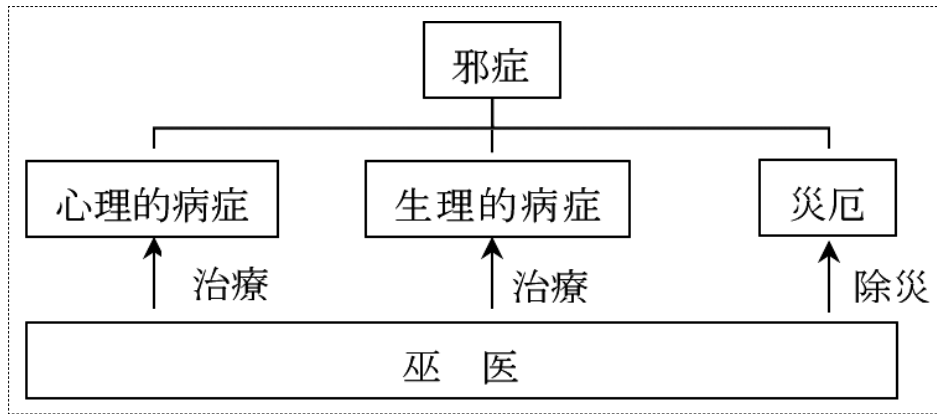 邪症
心理的病症
生理的病症
災厄
治療
治療
除災
巫 医